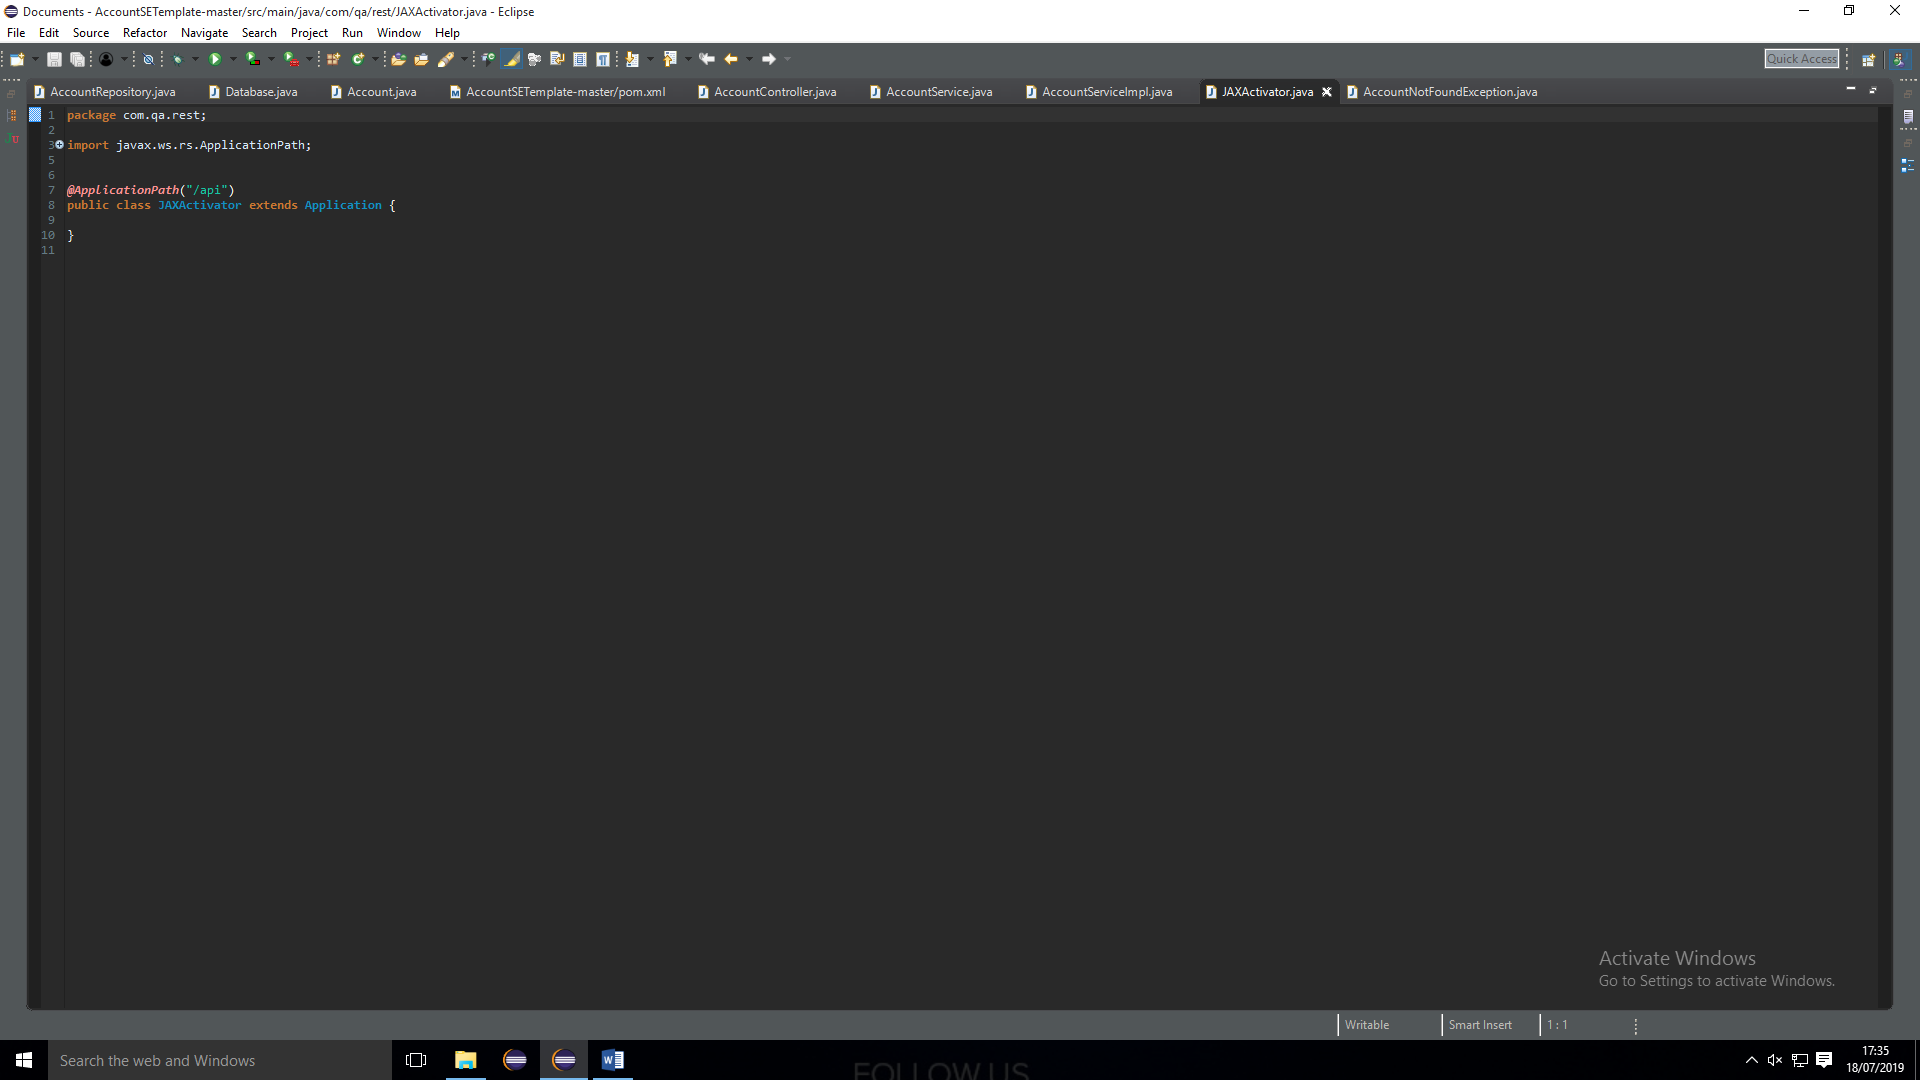 Documents - AccountSETemplate-master/src/main/java/com/qa/rest/JAXActivator.java - Eclipse
File Edit Source Refactor Navigate Search Project Run Window Help
Quick Access
AccountRepository.java Database.java Account.java AccountSETemplate-master/pom.xml AccountController.java AccountService.java AccountServiceImpl.java JAXActivator.java AccountNotFoundException.java
1 package com.qa.rest;
2
3 import javax.ws.rs.ApplicationPath;
5
6
7 @ApplicationPath("/api")
8 public class JAXActivator extends Application {
9
10 }
11
Activate Windows
Go to Settings to activate Windows.
Writable Smart Insert 1 : 1
Search the web and Windows
FOLLOW US
17:35
18/07/2019